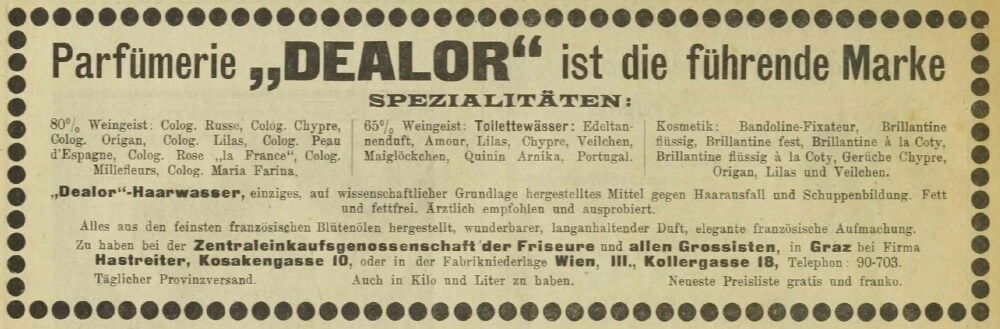 Parfümerie „DEALOR“ ist die führende Marke
SPEZIALITÄTEN:
80% Weingeist: Colog. Russe, Colog. Chypre,
Colog. Origan, Colog. Lilas, Colog. Peau
d'Espagne, Colog. Rose „la France“, Colog.
Millefleurs, Colog. Maria Farina,
65% Weingeist: Toilettewässer: Edeltan-
nenduft, Amour, Lilas, Chypre, Veilchen,
Maiglöckchen, Quinin Arnika, Portugal.
Kosmetik: Bandoline-Fixateur, Brillantine
flüssig, Brillantine fest, Brillantine à la Coty,
Brillantine flüssig à la Coty, Gerüche Chypre,
Origan, Lilas und Veilchen.
„Dealor“-Haarwasser, einziges, auf wissenschaftlicher Grundlage hergestelltes Mittel gegen Haarausfall und Schuppenbildung. Fett
und fettfrei. Ärztlich empfohlen und ausprobiert.
Alles aus den feinsten französischen Blütenölen hergestellt, wunderbarer, langanhaltender Duft, elegante französische Aufmachung.
Zu haben bei der Zentraleinkaufsgenossenschaft der Friseure und allen Grossisten, in Graz bei Firma
Hastreiter, Kosakengasse 10, oder in der Fabrikniederlage Wien, III., Kollergasse 18, Telephon: 90-703.
Täglicher Provinzversand. Auch in Kilo und Liter zu haben. Neueste Preisliste gratis und franko.